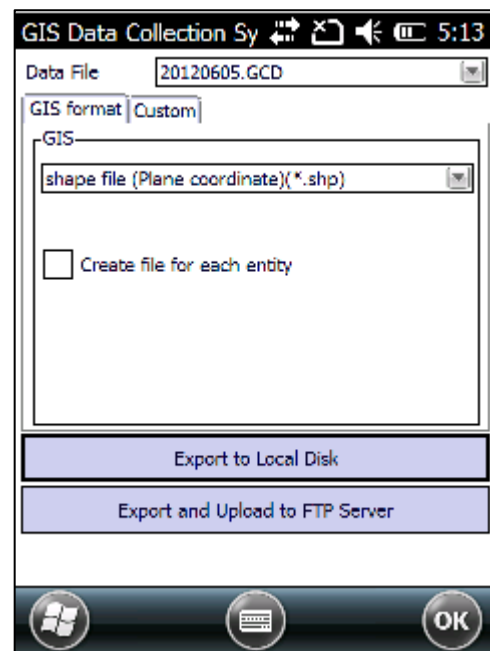 GIS Data Collection Sy 5:13
Data File 20120605.GCD
GIS format Custom
GIS
shape file (Plane coordinate)(*.shp)
Create file for each entity
Export to Local Disk
Export and Upload to FTP Server
OK